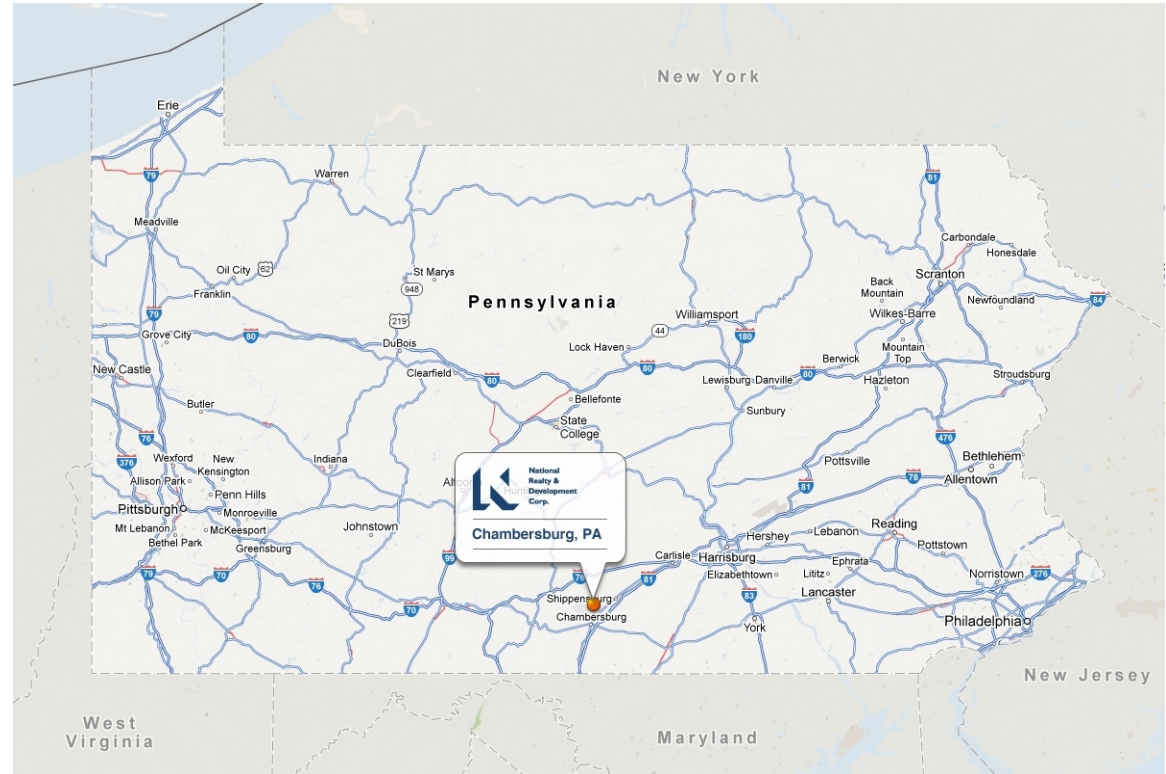 New York
Erie
79
Warren
81
Meadville
Carbondale
Honesdale
Oil City
62
St Marys
Scranton
948
Back
Mountain
Franklin
Pennsylvania
Newfoundland
84
79
Williamsport
Wilkes-Barre
219
44
Grove City
80
180
DuBois
Lock Haven
Mountain
Top
Berwick
80
New Castle
Clearfield
80
Lewisburg
Danville
80
Hazleton
Stroudsburg
Bellefonte
Butler
Sunbury
State
College
76
476
376
Wexford
New
Kensington
Indiana
Pottsville
Bethlehem
National
Realty &
Development
Corp.
Allison Park
78
Allentown
81
Penn Hills
Pittsburgh
Monroeville
Mt Lebanon
McKeesport
Johnstown
Chambersburg, PA
Reading
Hershey
Lebanon
Bethel Park
Greensburg
Pottstown
99
Carlisle
Harrisburg
Ephrata
79
70
76
76
81
Elizabethtown
Lititz
Norristown
276
70
83
Lancaster
Shippensburg
Chambersburg
York
Philadelphia
New Jersey
West
Virginia
Maryland